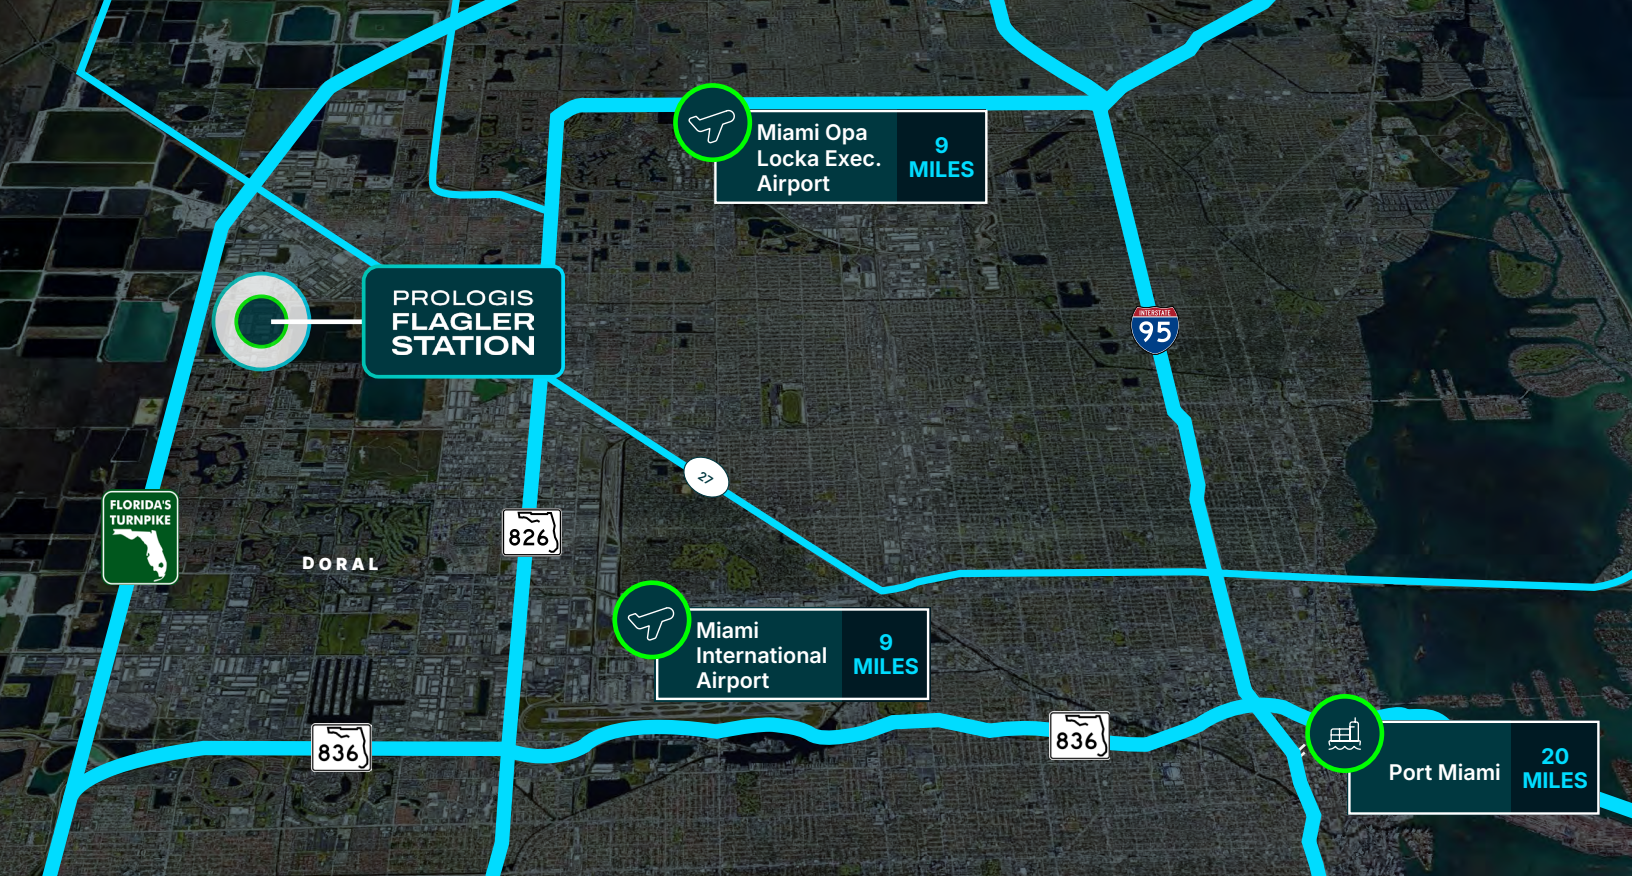 Miami Opa
Locka Exec.
Airport
9
MILES
PROLOGIS
FLAGLER
STATION
INTERSTATE
95
27
FLORIDA'S
TURNPIKE
826
DORAL
Miami
International
Airport
9
MILES
836
836
Port Miami
20
MILES